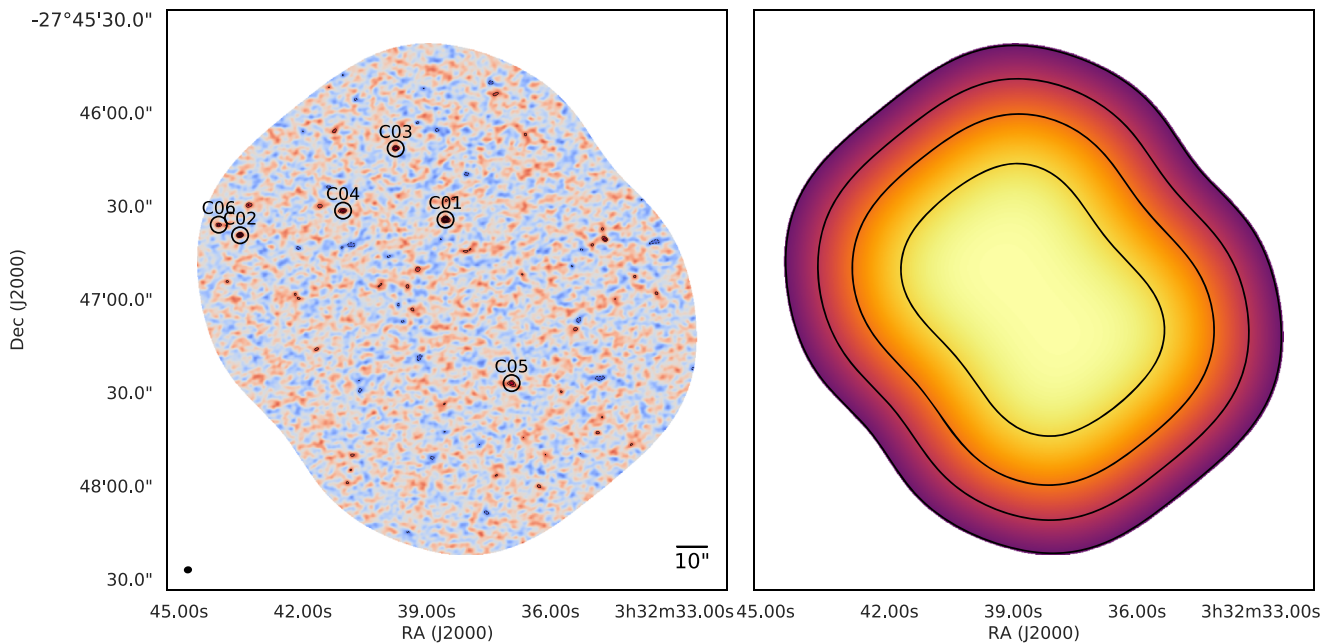 -27°45'30.0"
46'00.0"
30.0"
47'00.0"
30.0"
48'00.0"
30.0"
Dec (J2000)
C03
C04
C01
C06
C02
C05
10"
45.00s 42.00s 39.00s 36.00s 3h32m33.00s
RA (J2000)
45.00s 42.00s 39.00s 36.00s 3h32m33.00s
RA (J2000)